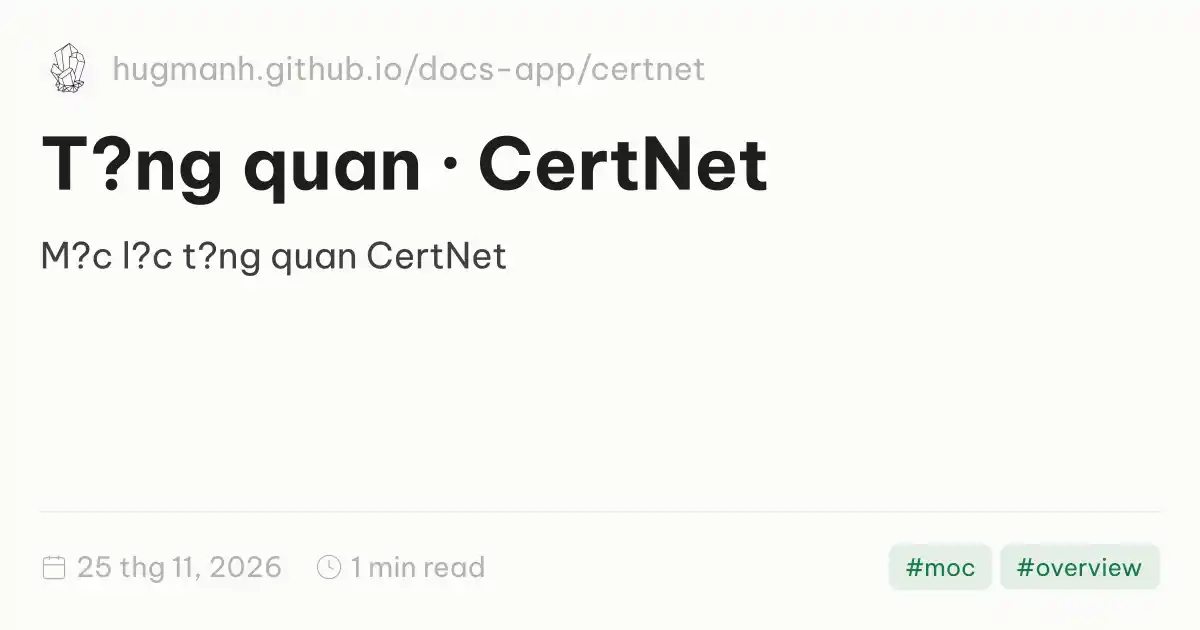 hugmanh.github.io/docs-app/certnet
T?ng quan · CertNet
M?c l?c t?ng quan CertNet
25 thg 11, 2026
1 min read
#moc
#overview